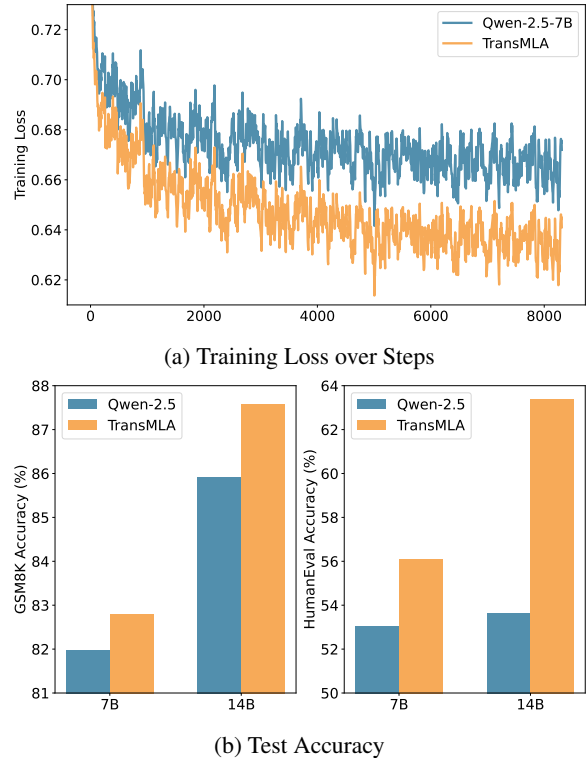 0.72
0.70
0.68
0.66
0.64
0.62
Training Loss
Qwen-2.5-7B
TransMLA
0 2000 4000 6000 8000
(a) Training Loss over Steps
88
87
86
85
84
83
82
81
GSM8K Accuracy (%)
Qwen-2.5
TransMLA
7B 14B
64
62
60
58
56
54
52
50
HumanEval Accuracy (%)
Qwen-2.5
TransMLA
7B 14B
(b) Test Accuracy